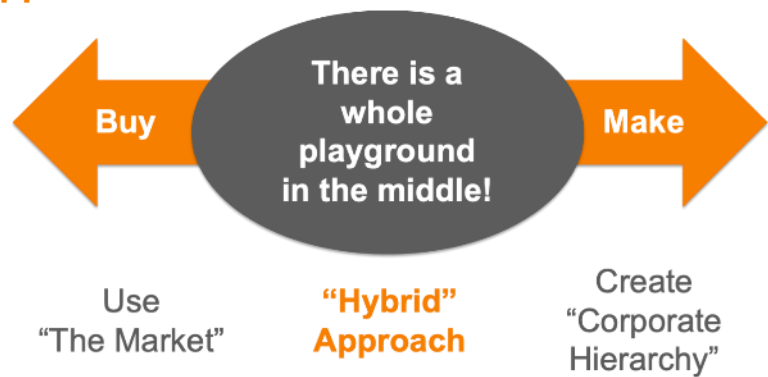 There is a
whole
playground
in the middle!
Buy
Make
Use
“The Market”
“Hybrid”
Approach
Create
“Corporate
Hierarchy”